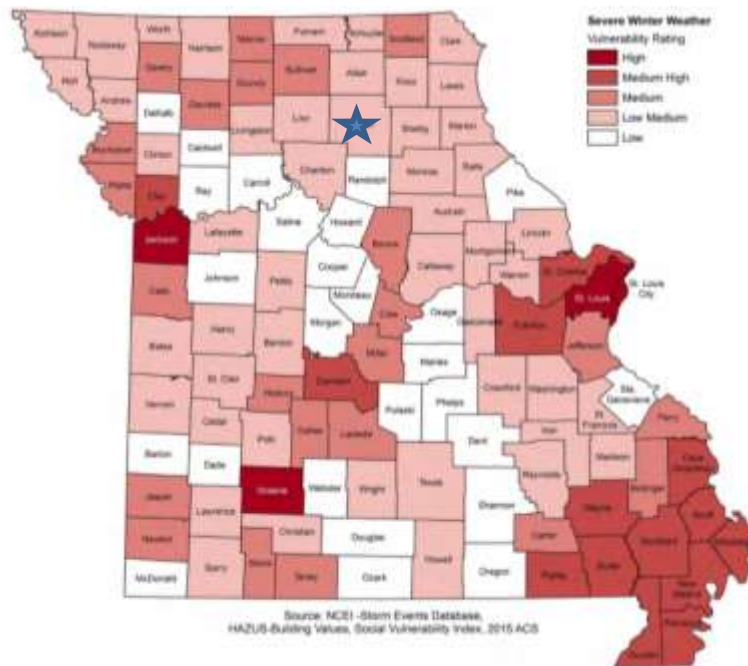 Severe Winter Weather
Vulnerability Rating
High
Medium High
Medium
Low Medium
Low
Atchison
Nodaway
Worth
Harrison
Mercer
Putnam
Schuyler
Scotland
Clark
Holt
Gentry
Grundy
Sullivan
Adair
Knox
Lewis
Andrew
DeKalb
Daviess
Livingston
Linn
Shelby
Marion
Buchanan
Clinton
Caldwell
Chariton
Randolph
Monroe
Ralls
Platte
Clay
Ray
Carroll
Pike
Jackson
Lafayette
Saline
Howard
Boone
Audrain
Lincoln
Johnson
Pettis
Cooper
Callaway
Montgomery
Warren
St. Charles
St. Louis
St. Louis
City
Cass
Moniteau
Cole
Osage
Gasconade
Franklin
Jefferson
Henry
Morgan
Bates
Benton
Miller
Maries
St. Clair
Camden
Crawford
Washington
Ste.
Genevieve
Vernon
Hickory
Pulaski
Phelps
St
Francois
Perry
Cedar
Polk
Dallas
Laclede
Dent
Iron
Madison
Cape
Girardeau
Barton
Dade
Reynolds
Bollinger
Jasper
Greene
Webster
Wright
Texas
Shannon
Wayne
Scott
Lawrence
Christian
Douglas
Carter
Stoddard
Newton
Howell
Butler
McDonald
Barry
Stone
Taney
Ozark
Oregon
Ripley
New
Madrid
Pemiscot
Dunklin
Source: NCEI -Storm Events Database,
HAZUS-Building Values, Social Vulnerability Index, 2015 ACS